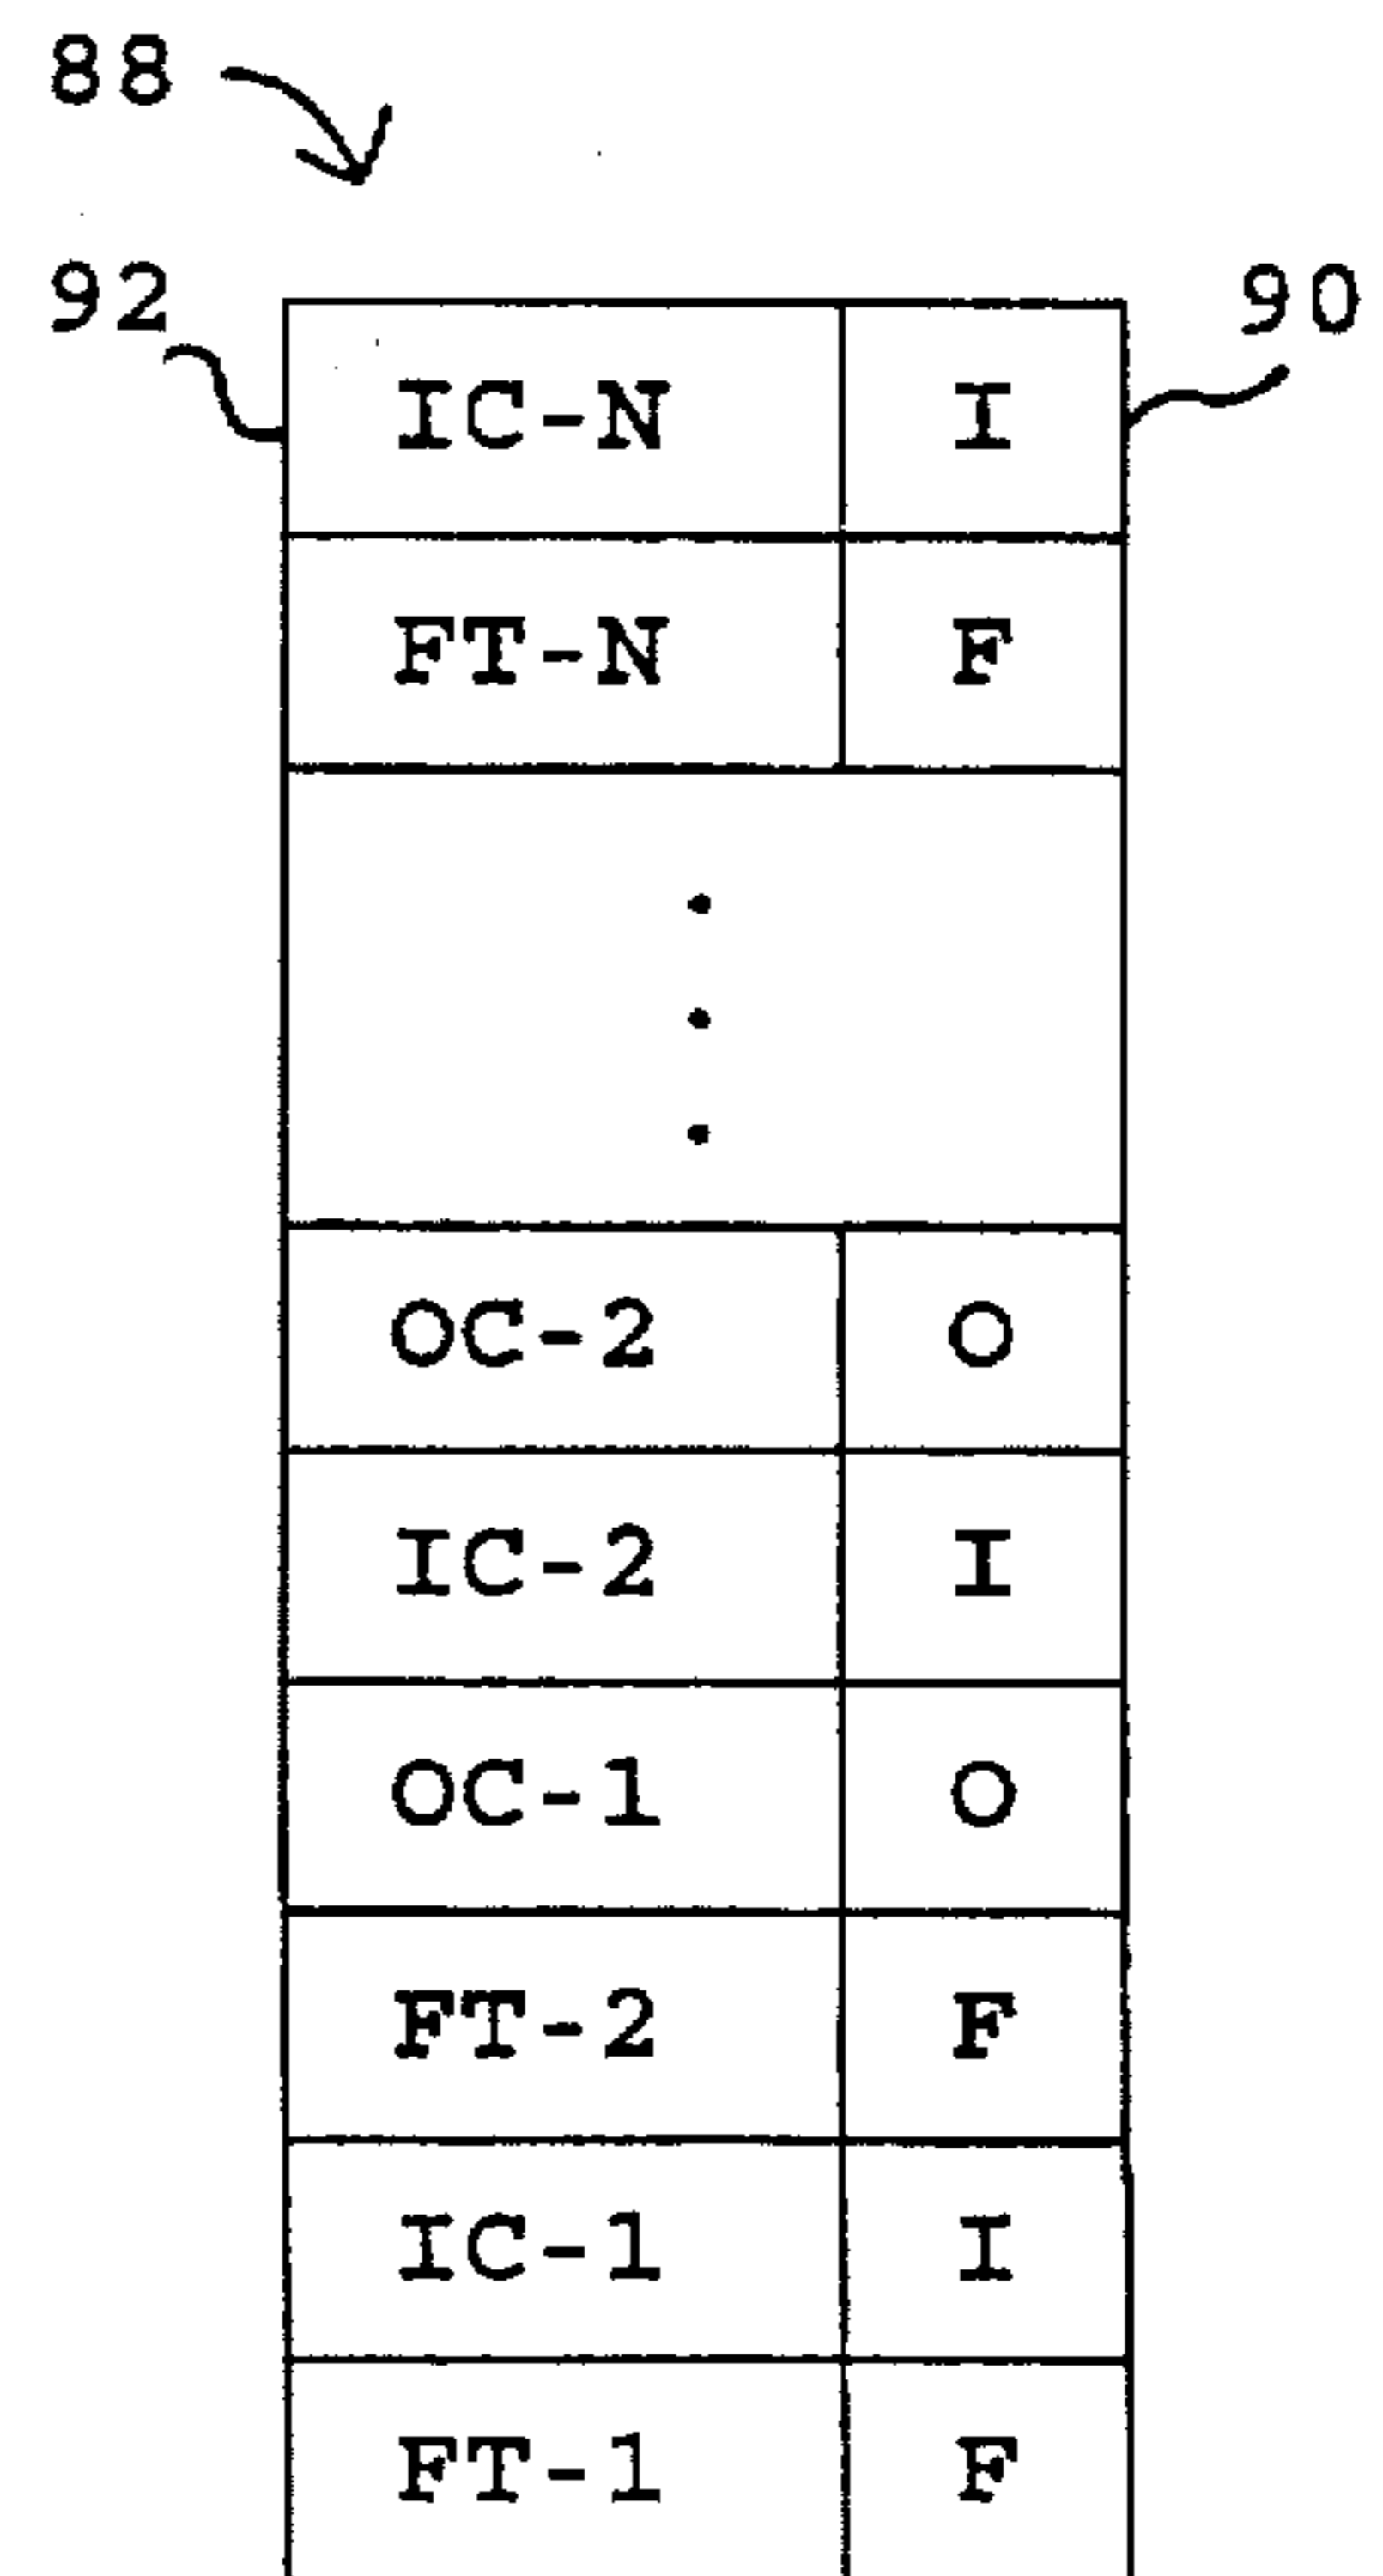 88
92 90
IC-N I
FT-N F
OC-2 O
IC-2 I
OC-1 O
FT-2 F
IC-1 I
FT-1 F